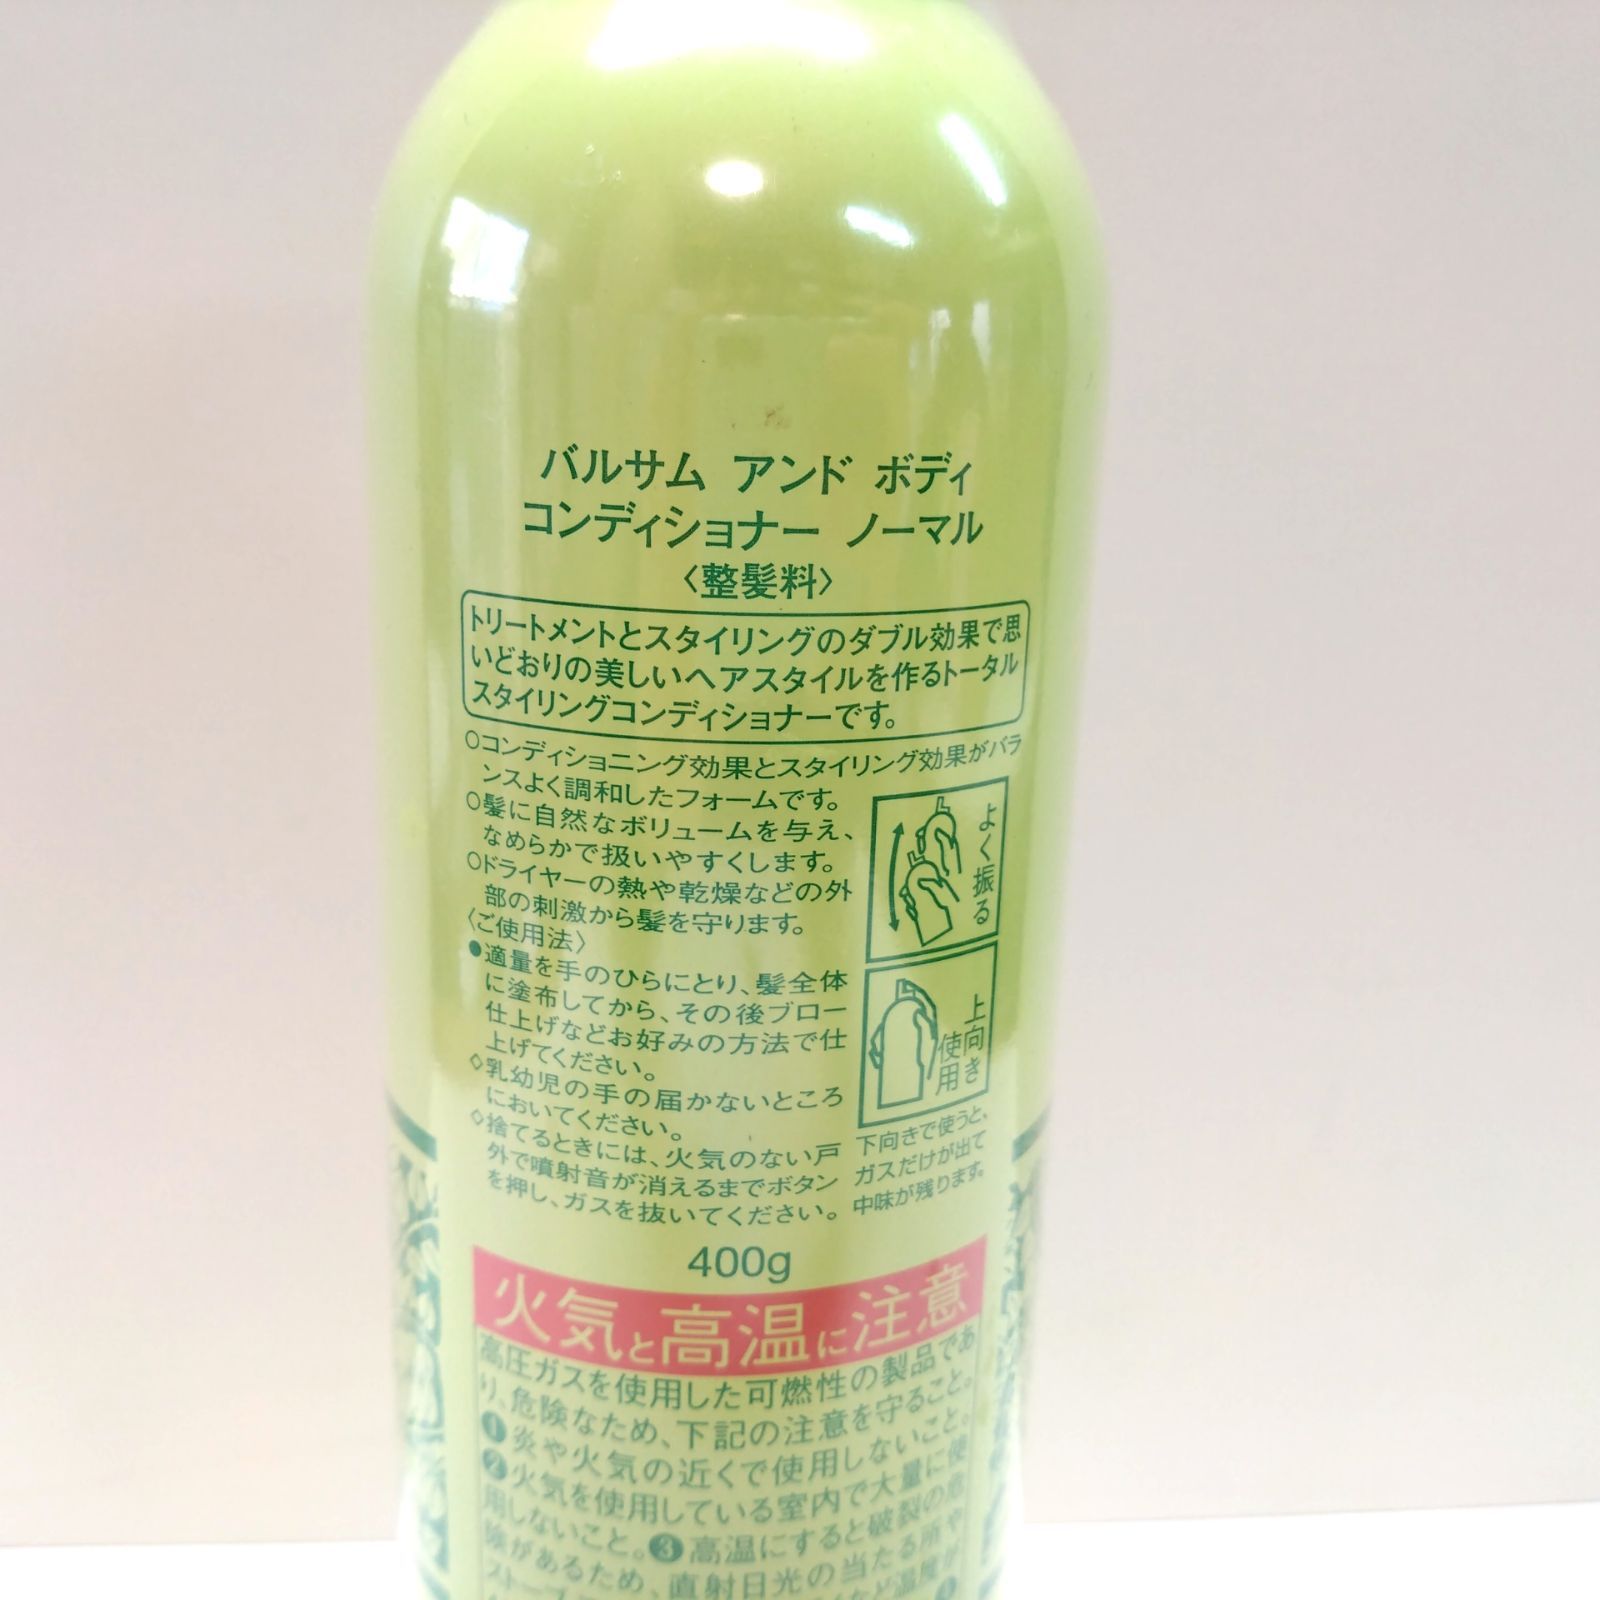 バルサム アンド ボディ
コンディショナー ノーマル
〈整髪料〉
トリートメントとスタイリングのダブル効果で思
いどおりの美しいヘアスタイルを作るトータル
スタイリングコンディショナーです。
○コンディショニング効果とスタイリング効果がバラ
ンスよく調和したフォームです。
○髪に自然なボリュームを与え、
なめらかで扱いやすくします。
○ドライヤーの熱や乾燥などの外
部の刺激から髪を守ります。
〈ご使用法〉
●適量を手のひらにとり、髪全体
に塗布してから、その後ブロー
仕上げなどお好みの方法で仕
上げてください。
◇乳幼児の手の届かないところ
においてください。
◇捨てるときには、火気のない戸
外で噴射音が消えるまでボタン
を押し、ガスを抜いてください。
よく振る
上向き
使用
下向きで使うと、
ガスだけが出て
中味が残ります。
400g
火気と高温に注意
高圧ガスを使用した可燃性の製品であ
り、危険なため、下記の注意を守ること。
❶炎や火気の近くで使用しないこと。
❷火気を使用している室内で大量に使
用しないこと。❸高温にすると破裂の危
険があるため、直射日光の当たる所や
ストーブ
など温度が